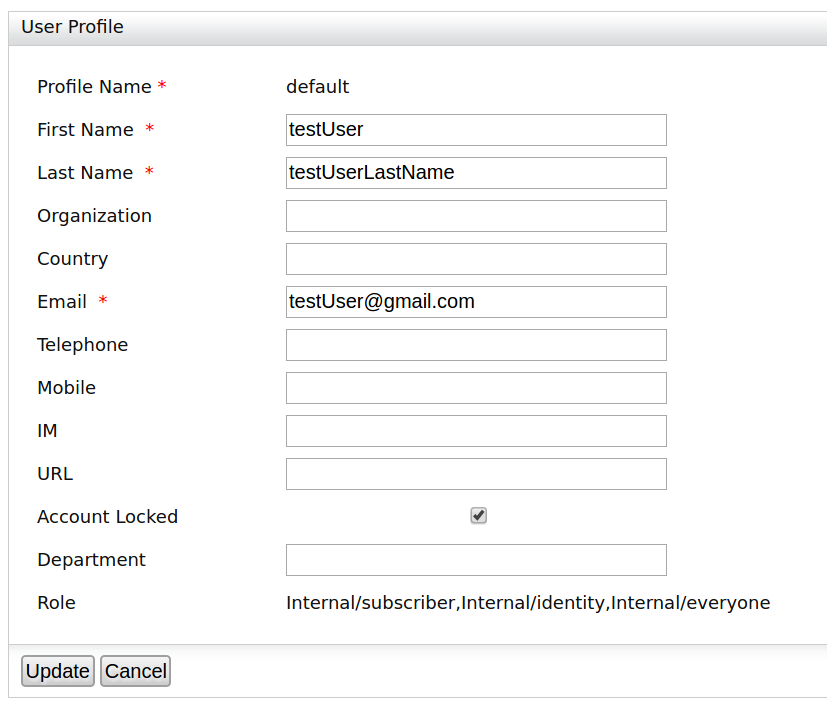 User Profile
Profile Name * default
First Name * testUser
Last Name * testUserLastName
Organization
Country
Email * testUser@gmail.com
Telephone
Mobile
IM
URL
Account Locked
Department
Role Internal/subscriber,Internal/identity,Internal/everyone
Update Cancel